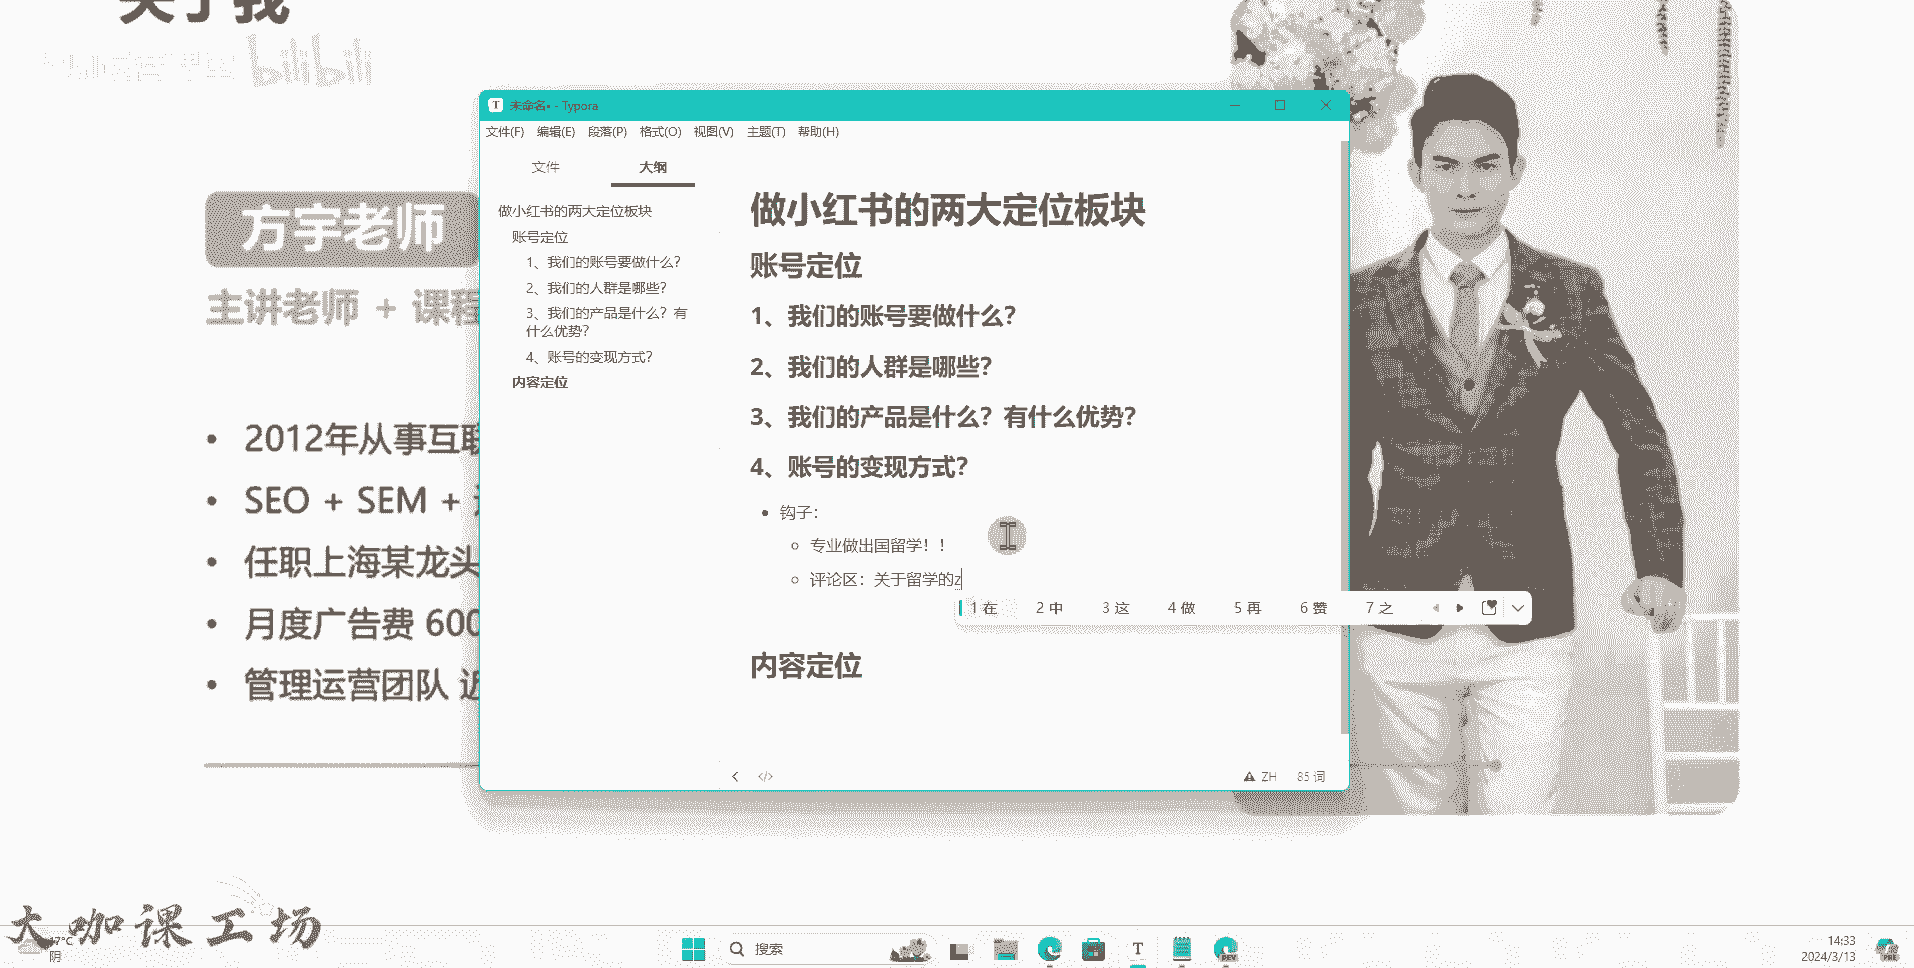 关于我
bilibili
未命名• - Typora
文件(F) 编辑(E) 段落(P) 格式(O) 视图(V) 主题(T) 帮助(H)
文件 大纲
做小红书的两大定位板块
账号定位
1、我们的账号要做什么？
2、我们的人群是哪些？
3、我们的产品是什么？有
什么优势？
4、账号的变现方式？
内容定位
做小红书的两大定位板块
账号定位
1、我们的账号要做什么？
2、我们的人群是哪些？
3、我们的产品是什么？有什么优势？
4、账号的变现方式？
钩子：
专业做出国留学！！
评论区：关于留学的z
1 在 2 中 3 这 4 做 5 再 6 赞 7 之
内容定位
ZH 85 词
方宇老师
主讲老师 + 课程
2012年从事互联
SEO + SEM +
任职上海某龙头
月度广告费 600
管理运营团队 近
大咖课工场
17°C
阴
搜索
T
DEV
14:33
2024/3/13
PRE